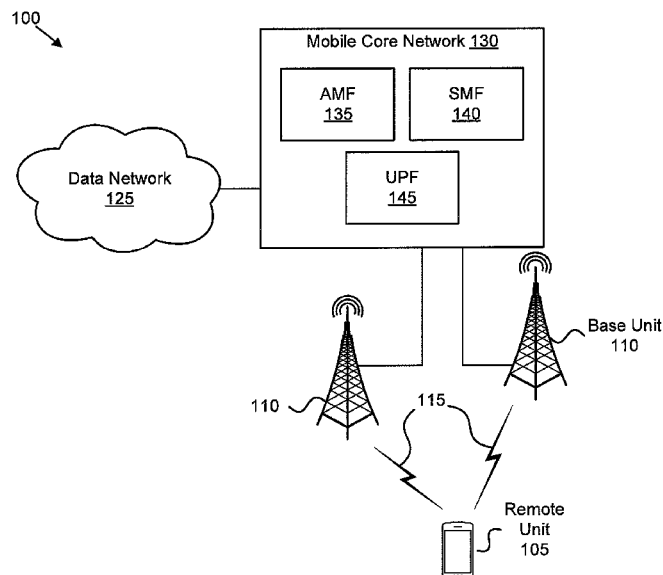 100
Mobile Core Network 130
AMF
135
SMF
140
Data Network
125
UPF
145
Base Unit
110
110
115
Remote
Unit
105